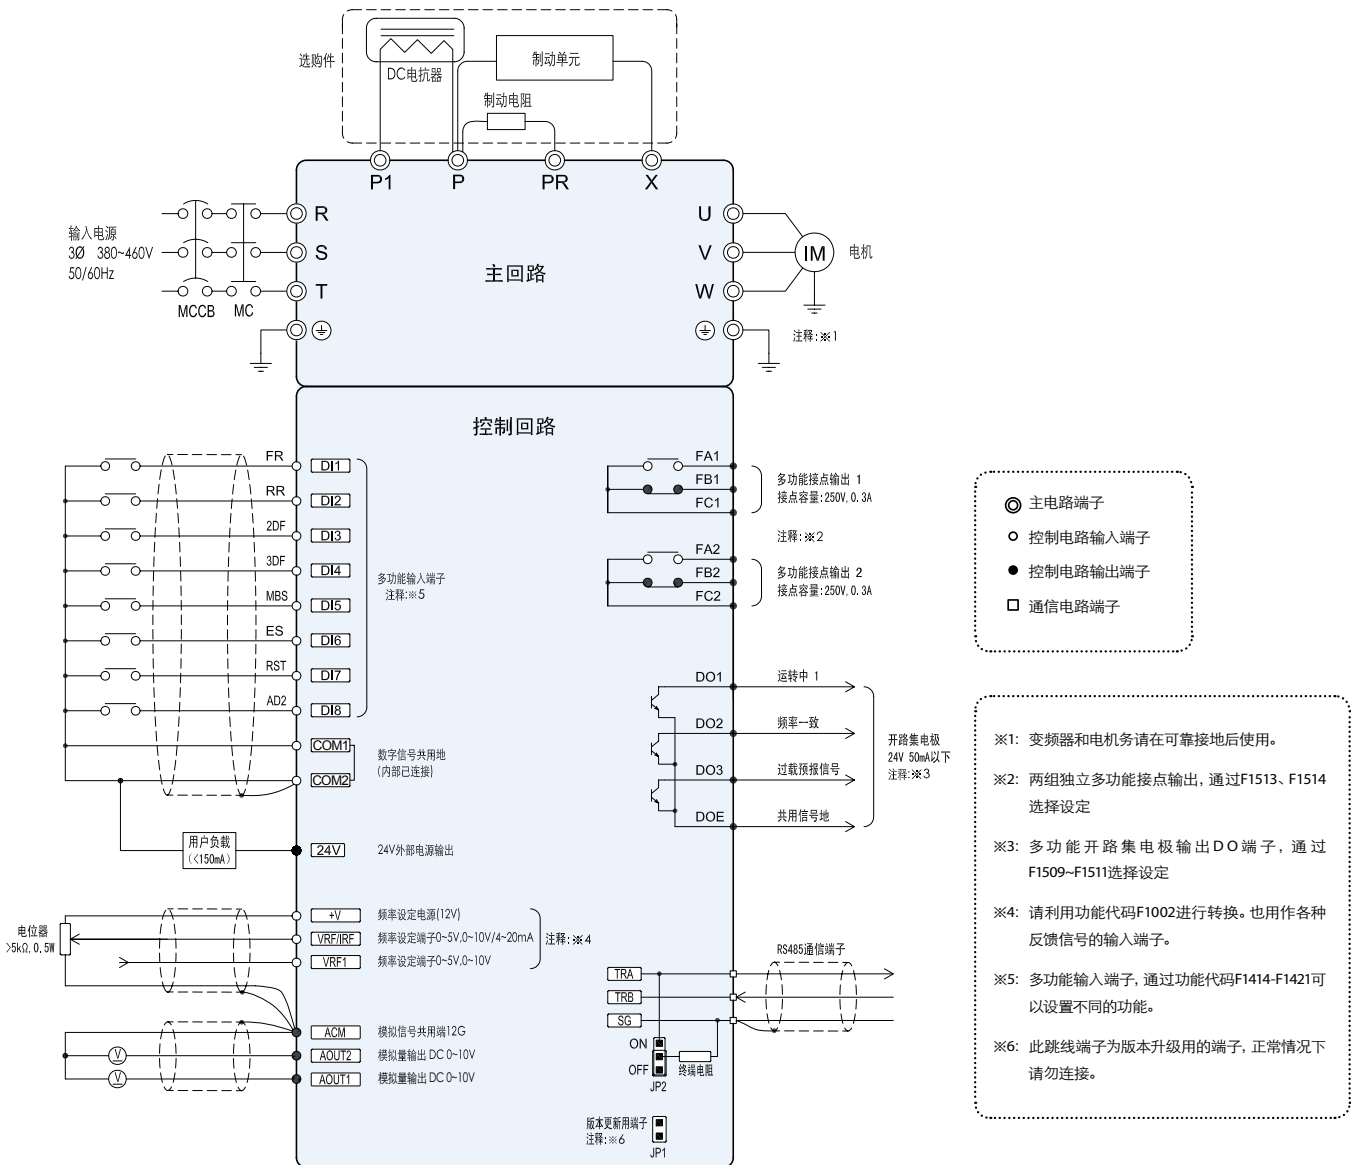 选购件
DC电抗器
制动单元
制动电阻
P1
P
PR
X
输入电源
3Ø 380~460V
50/60Hz
MCCB
MC
R
S
T
主回路
U
V
W
IM
电机
注释:※1
控制回路
FR
DI1
RR
DI2
2DF
DI3
3DF
DI4
MBS
DI5
ES
DI6
RST
DI7
AD2
DI8
多功能输入端子
注释:※5
COM1
COM2
数字信号共用地
(内部已连接)
用户负载
(<150mA)
24V
24V外部电源输出
电位器
>5kΩ, 0.5W
+V
频率设定电源(12V)
VRF/IRF
频率设定端子0~5V,0~10V/4~20mA
VRF1
频率设定端子0~5V,0~10V
注释:※4
ACM
模拟信号共用端12G
AOUT2
模拟量输出 DC 0~10V
AOUT1
模拟量输出 DC 0~10V
V
V
FA1
FB1
FC1
多功能接点输出 1
接点容量:250V, 0.3A
注释:※2
FA2
FB2
FC2
多功能接点输出 2
接点容量:250V, 0.3A
DO1
运转中 1
DO2
频率一致
DO3
过载预报信号
DOE
共用信号地
开路集电极
24V 50mA以下
注释:※3
RS485通信端子
TRA
TRB
SG
ON
OFF
JP2
终端电阻
版本更新用端子
注释:※6
JP1
主电路端子
控制电路输入端子
控制电路输出端子
通信电路端子
※1: 变频器和电机务请在可靠接地后使用。
※2: 两组独立多功能接点输出, 通过F1513、F1514
选择设定
※3: 多功能开路集电极输出DO端子, 通过
F1509~F1511选择设定
※4: 请利用功能代码F1002进行转换。也用作各种
反馈信号的输入端子。
※5: 多功能输入端子, 通过功能代码F1414-F1421可
以设置不同的功能。
※6: 此跳线端子为版本升级用的端子, 正常情况下
请勿连接。